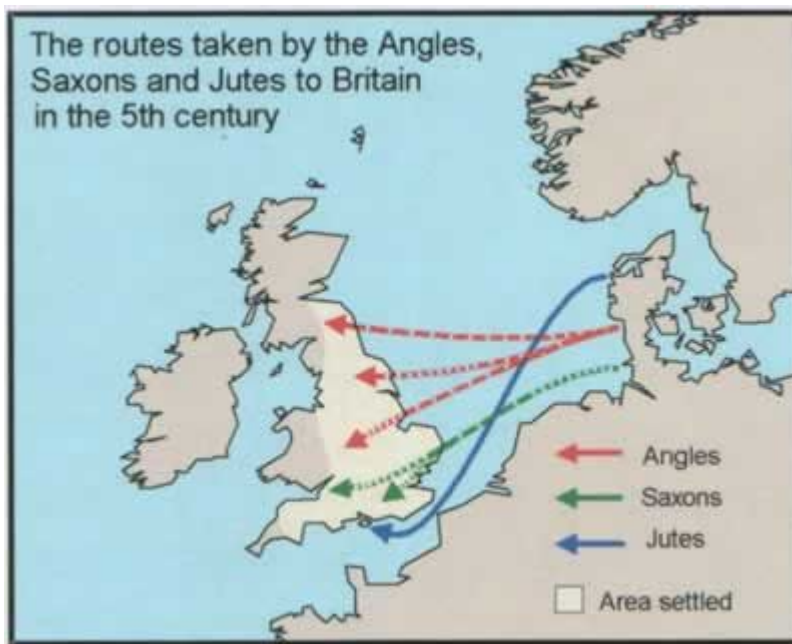 The routes taken by the Angles,
Saxons and Jutes to Britain
in the 5th century
Angles
Saxons
Jutes
Area settled